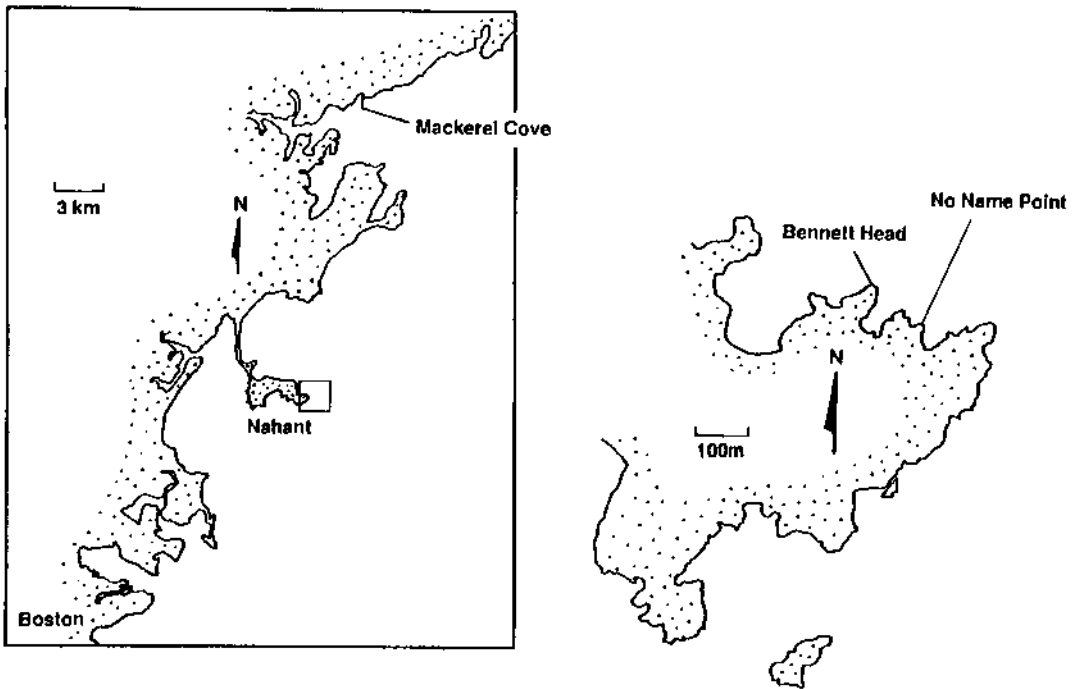 Mackerel Cove
3 km
N
Nahant
Boston
No Name Point
Bennett Head
N
100m